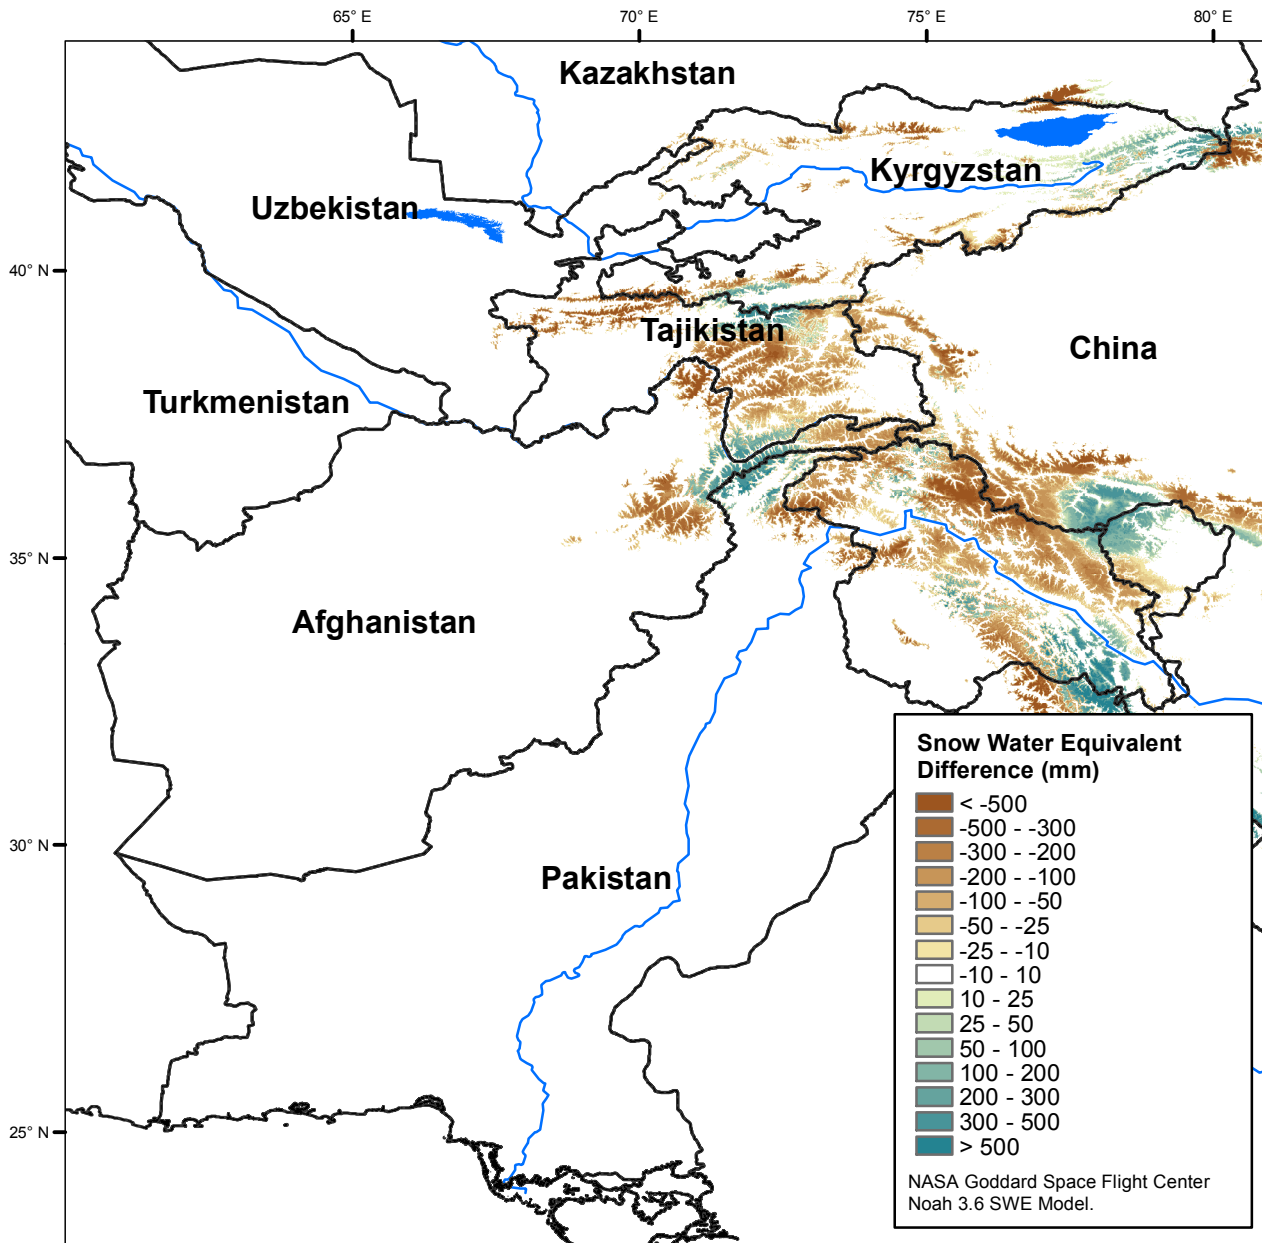 65° E
70° E
75° E
80° E
Kazakhstan
Kyrgyzstan
Uzbekistan
40° N
Tajikistan
China
Turkmenistan
35° N
Afghanistan
Snow Water Equivalent
Difference (mm)
< -500
-500 - -300
-300 - -200
-200 - -100
-100 - -50
-50 - -25
-25 - -10
-10 - 10
10 - 25
25 - 50
50 - 100
100 - 200
200 - 300
300 - 500
> 500
30° N
Pakistan
25° N
NASA Goddard Space Flight Center
Noah 3.6 SWE Model.